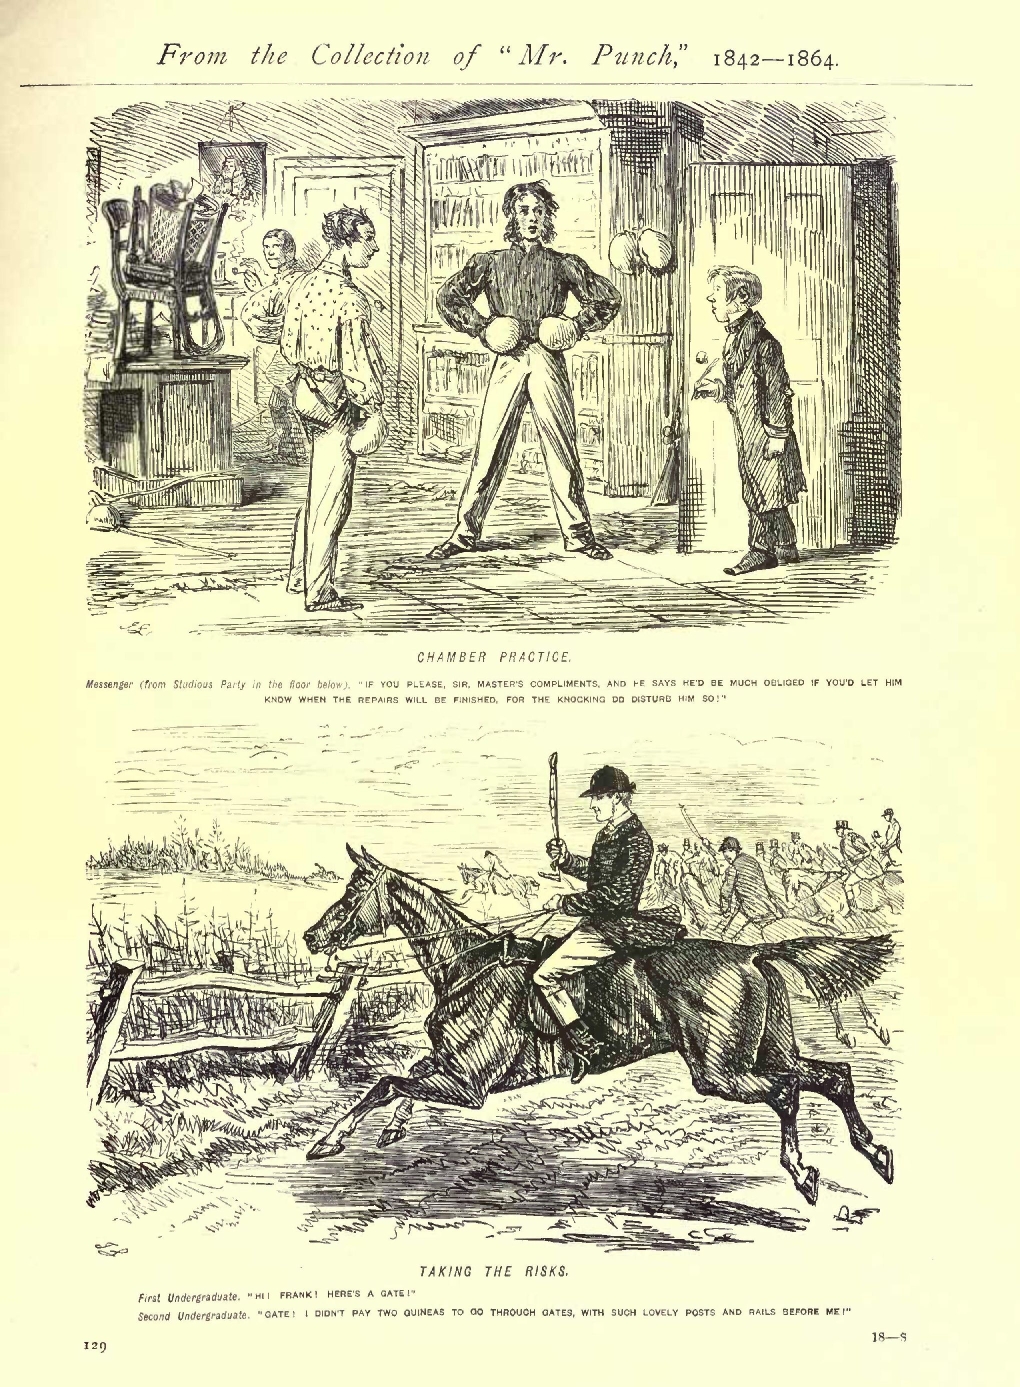 From the Collection of "Mr. Punch," 1842—1864.
CHAMBER PRACTICE.
Messenger (from Studious Party in the floor below). "IF YOU PLEASE, SIR, MASTER'S COMPLIMENTS, AND HE SAYS HE'D BE MUCH OBLIGED IF YOU'D LET HIM
KNOW WHEN THE REPAIRS WILL BE FINISHED, FOR THE KNOCKING DO DISTURB HIM SO!"
TAKING THE RISKS.
First Undergraduate. "HI! FRANK! HERE'S A GATE!"
Second Undergraduate. "GATE! I DIDN'T PAY TWO GUINEAS TO GO THROUGH GATES, WITH SUCH LOVELY POSTS AND RAILS BEFORE ME!"
129
18—S